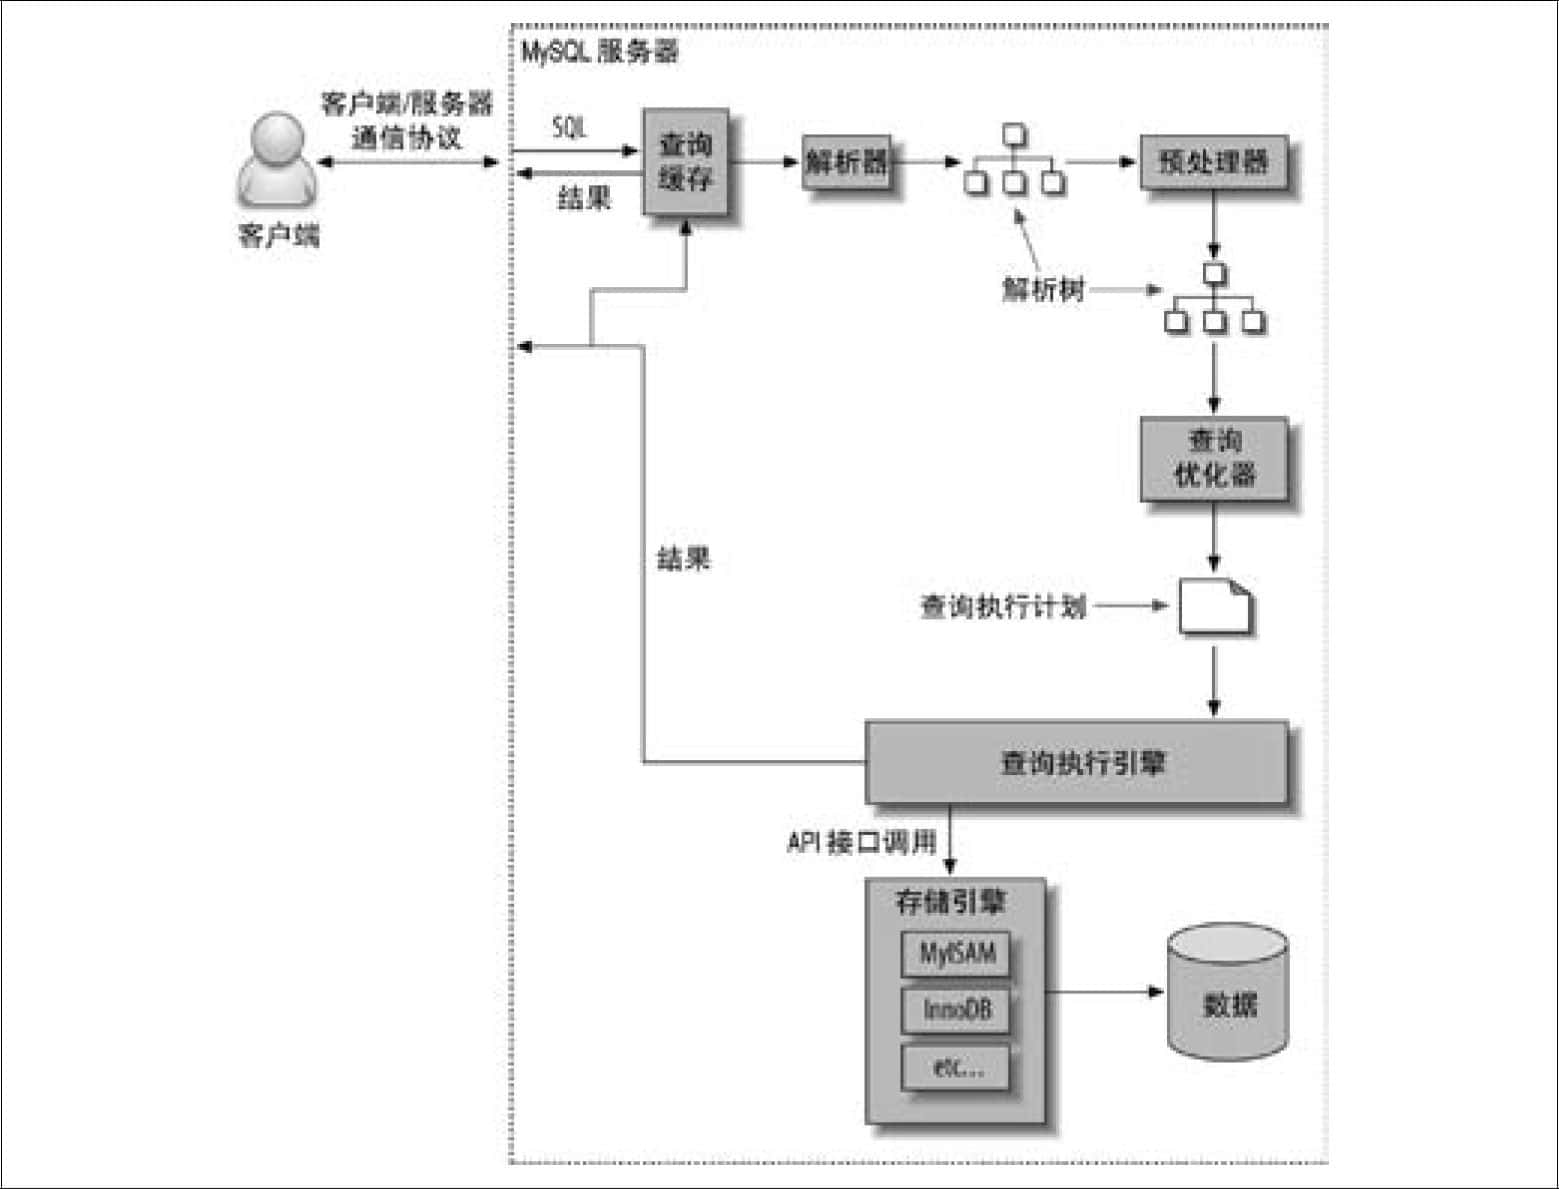 MySQL 服务器
客户端/服务器
通信协议
客户端
SQL
结果
查询
缓存
解析器
预处理器
解析树
查询
优化器
结果
查询执行计划
查询执行引擎
API 接口调用
存储引擎
MyISAM
InnoDB
etc...
数据